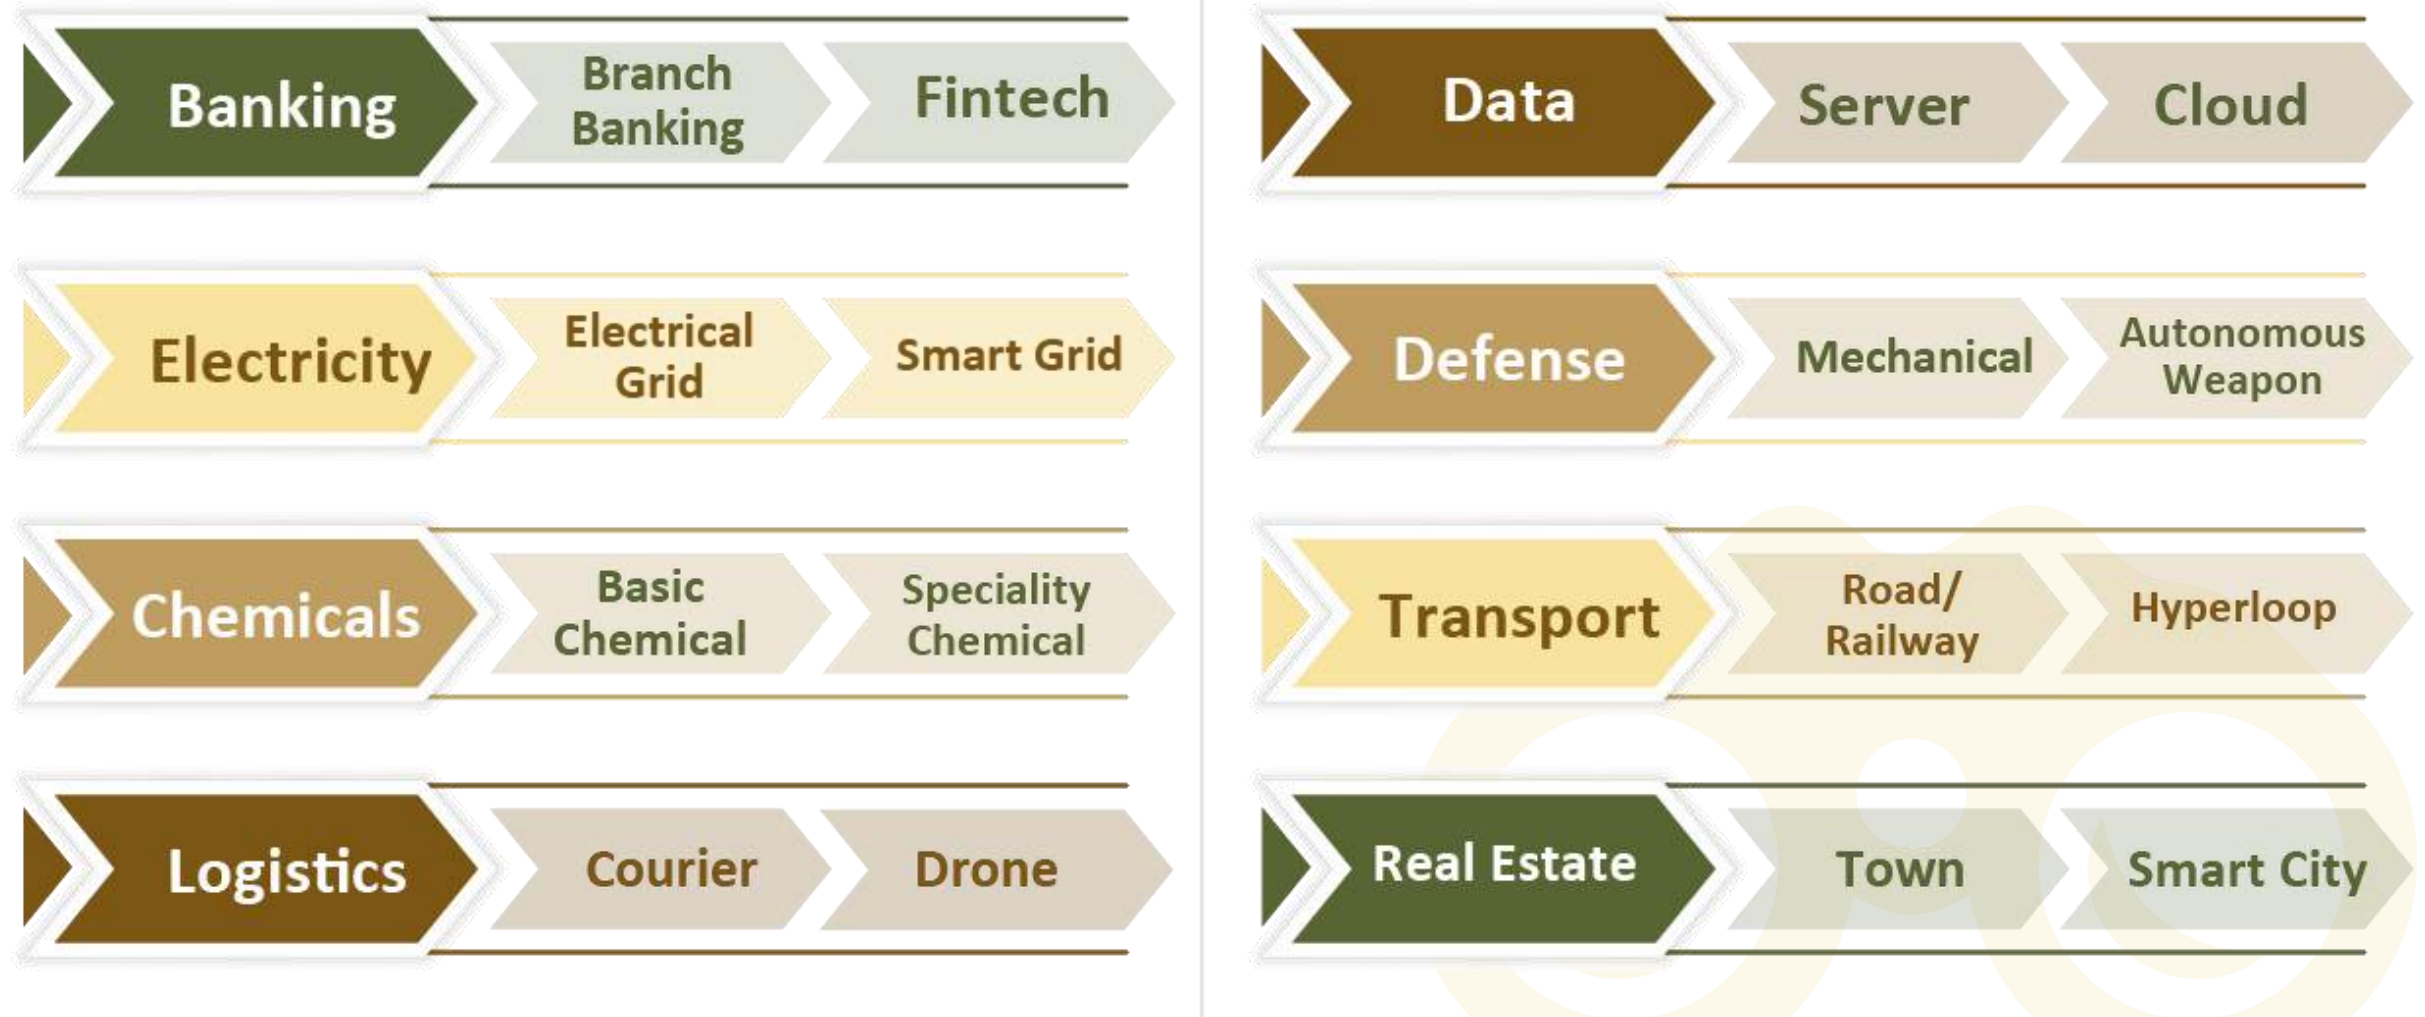 Banking
Branch
Banking
Fintech
Electricity
Electrical
Grid
Smart Grid
Chemicals
Basic
Chemical
Speciality
Chemical
Logistics
Courier
Drone
Data
Server
Cloud
Defense
Mechanical
Autonomous
Weapon
Transport
Road/
Railway
Hyperloop
Real Estate
Town
Smart City